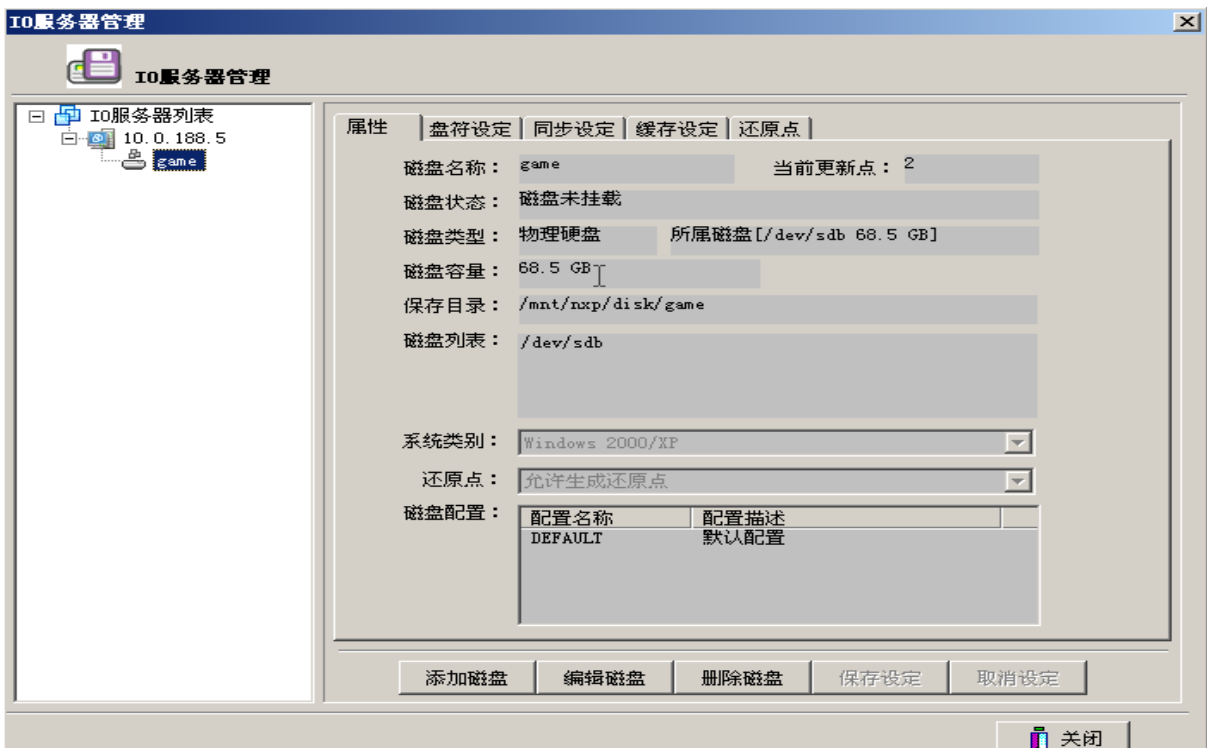 IO服务器管理
IO服务器管理
IO服务器列表
10.0.188.5
game
属性 盘符设定 同步设定 缓存设定 还原点
磁盘名称： game 当前更新点： 2
磁盘状态： 磁盘未挂载
磁盘类型： 物理硬盘 所属磁盘[/dev/sdb 68.5 GB]
磁盘容量： 68.5 GB
保存目录： /mnt/nxp/disk/game
磁盘列表： /dev/sdb
系统类别： Windows 2000/XP
还原点： 允许生成还原点
磁盘配置： 配置名称 配置描述
DEFAULT 默认配置
添加磁盘 编辑磁盘 删除磁盘 保存设定 取消设定
关闭